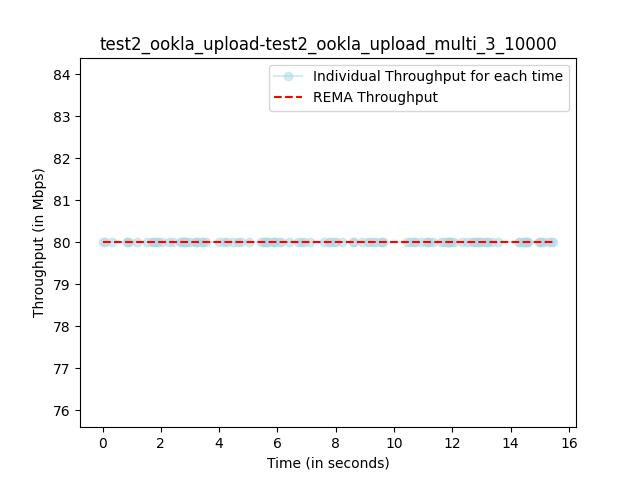 test2_ookla_upload-test2_ookla_upload_multi_3_10000
Individual Throughput for each time
REMA Throughput
Throughput (in Mbps)
84
83
82
81
80
79
78
77
76
0 2 4 6 8 10 12 14 16
Time (in seconds)